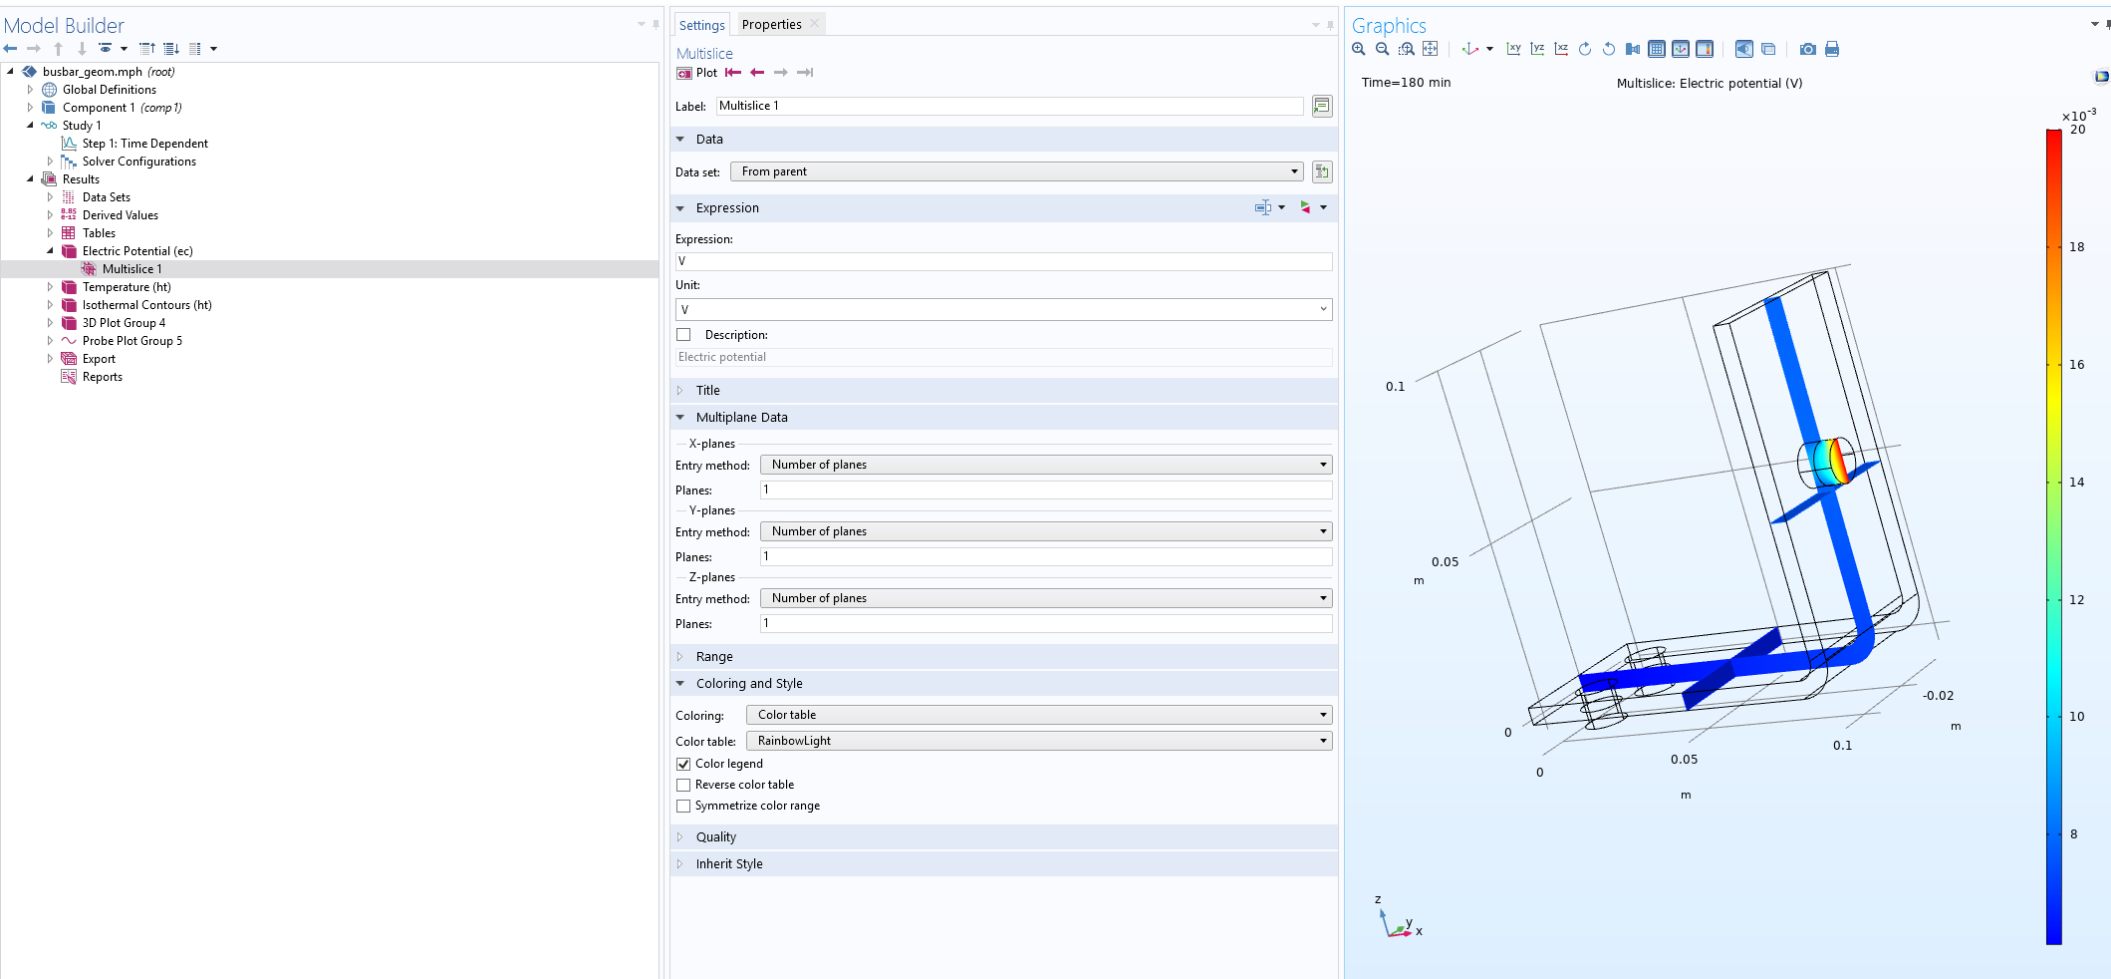 Model Builder
busbar_geom.mph (root)
Global Definitions
Component 1 (comp1)
Study 1
Step 1: Time Dependent
Solver Configurations
Results
Data Sets
Derived Values
Tables
Electric Potential (ec)
Multislice 1
Temperature (ht)
Isothermal Contours (ht)
3D Plot Group 4
Probe Plot Group 5
Export
Reports
Settings Properties
Multislice
Plot
Label: Multislice 1
Data
Data set: From parent
Expression
Expression:
V
Unit:
V
Description:
Electric potential
Title
Multiplane Data
X-planes
Entry method: Number of planes
Planes: 1
Y-planes
Entry method: Number of planes
Planes: 1
Z-planes
Entry method: Number of planes
Planes: 1
Range
Coloring and Style
Coloring: Color table
Color table: RainbowLight
Color legend
Reverse color table
Symmetrize color range
Quality
Inherit Style
Graphics
xy yz xz
Time=180 min Multislice: Electric potential (V)
×10⁻³
20
18
16
14
12
10
8
0.1
0.05
m
0
0
0.05
0.1
m
-0.02
m
z
y
x